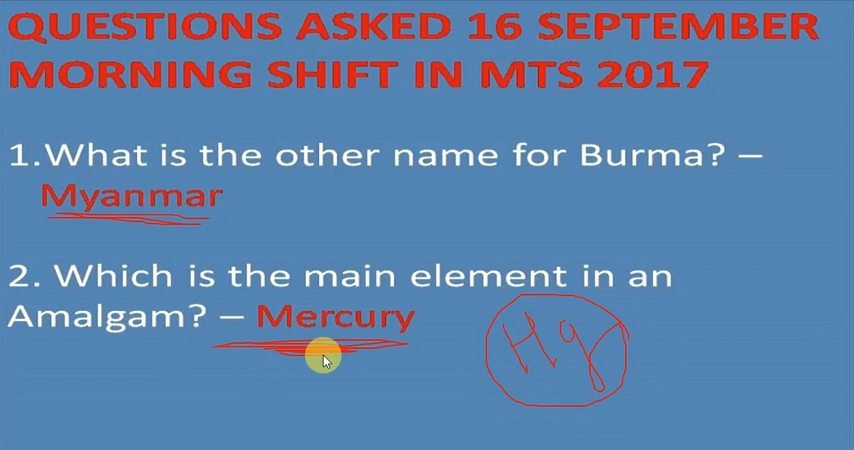 QUESTIONS ASKED 16 SEPTEMBER
MORNING SHIFT IN MTS 2017
1.What is the other name for Burma? –
Myanmar
2. Which is the main element in an
Amalgam? – Mercury
Hg